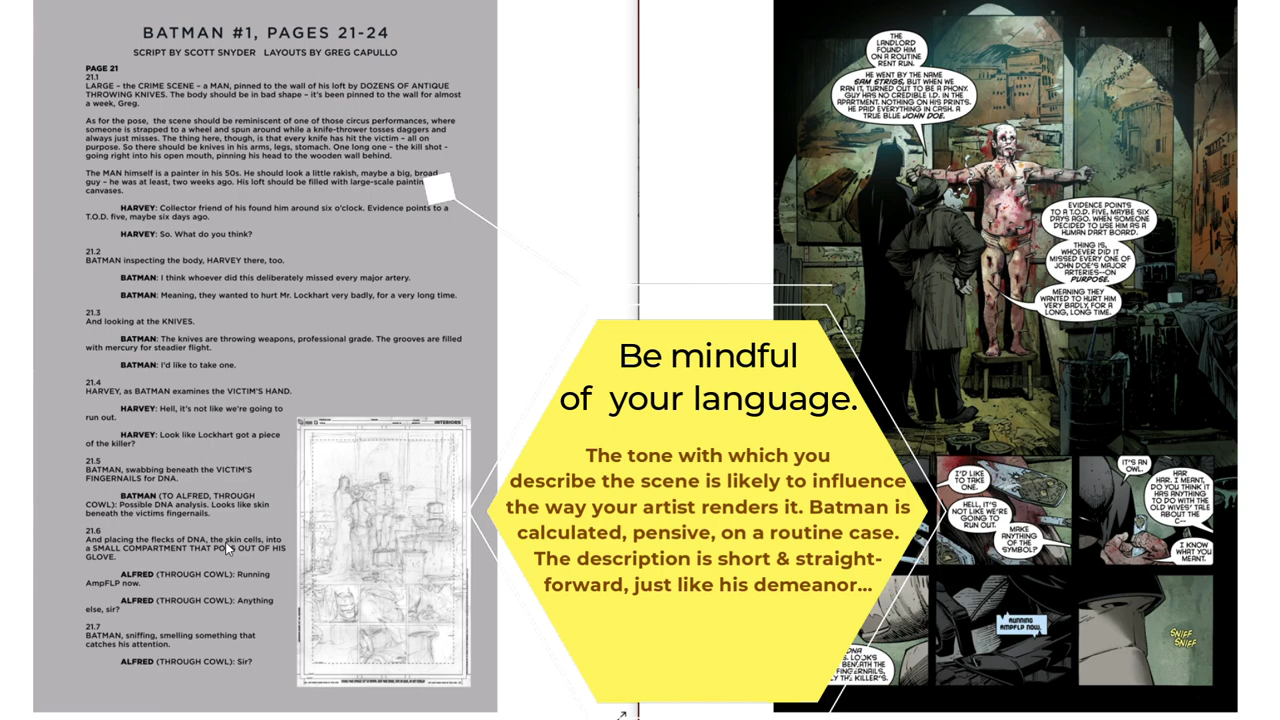 BATMAN #1, PAGES 21-24
SCRIPT BY SCOTT SNYDER LAYOUTS BY GREG CAPULLO
PAGE 21
21.1
LARGE – the CRIME SCENE – a MAN, pinned to the wall of his loft by DOZENS OF ANTIQUE
THROWING KNIVES. The body should be in bad shape – it's been pinned to the wall for almost
a week, Greg.
As for the pose, the scene should be reminiscent of one of those circus performances, where
someone is strapped to a wheel and spun around while a knife-thrower tosses daggers and
always just misses. The thing here, though, is that every knife has hit the victim – all on
purpose. So there should be knives in his arms, legs, stomach. One long one – the kill shot -
going right into his open mouth, pinning his head to the wooden wall behind.
The MAN himself is a painter in his 50s. He should look a little rakish, maybe a big, broad
guy – he was at least, two weeks ago. His loft should be filled with large-scale
canvases.
HARVEY: Collector friend of his found him around six o'clock. Evidence points to a
T.O.D. five, maybe six days ago.
HARVEY: So. What do you think?
21.2
BATMAN inspecting the body, HARVEY there, too.
BATMAN: I think whoever did this deliberately missed every major artery.
BATMAN: Meaning, they wanted to hurt Mr. Lockhart very badly, for a very long time.
21.3
And looking at the KNIVES.
BATMAN: The knives are throwing weapons, professional grade. The grooves are filled
with mercury for steadier flight.
BATMAN: I'd like to take one.
21.4
HARVEY, as BATMAN examines the VICTIM'S HAND.
HARVEY: Hell, it's not like we're going to
run out.
HARVEY: Look like Lockhart got a piece
of the killer?
21.5
BATMAN, swabbing beneath the VICTIM'S
FINGERNAILS for DNA.
BATMAN (TO ALFRED, THROUGH
COWL): Possible DNA analysis. Looks like skin
beneath the victims fingernails.
21.6
And placing the flecks of DNA, the skin cells, into
a SMALL COMPARTMENT THAT POPS OUT OF HIS
GLOVE.
ALFRED (THROUGH COWL): Running
AmpFLP now.
ALFRED (THROUGH COWL): Anything
else, sir?
21.7
BATMAN, sniffing, smelling something that
catches his attention.
ALFRED (THROUGH COWL): Sir?
INTERIORS
Be mindful
of your language.
The tone with which you
describe the scene is likely to influence
the way your artist renders it. Batman is
calculated, pensive, on a routine case.
The description is short & straight-
forward, just like his demeanor...
THE
LANDLORD
FOUND HIM
ON A ROUTINE
RENT RUN.
HE WENT BY THE NAME
SAM STRIGS, BUT WHEN WE
RAN IT, TURNED OUT TO BE A PHONY.
GUY HAS NO CREDIBLE I.D. IN THE
APARTMENT. NOTHING ON HIS PRINTS.
HE PAID EVERYTHING IN CASH. A
TRUE BLUE JOHN DOE.
EVIDENCE POINTS
TO A T.O.D. FIVE, MAYBE SIX
DAYS AGO. WHEN SOMEONE
DECIDED TO USE HIM AS A
HUMAN DART BOARD.
THING IS,
WHOEVER DID IT
MISSED EVERY ONE OF
JOHN DOE'S MAJOR
ARTERIES--ON
PURPOSE.
MEANING THEY
WANTED TO HURT HIM
VERY BADLY, FOR A
LONG, LONG TIME.
I'D LIKE
TO TAKE
ONE.
HELL, IT'S
NOT LIKE WE'RE
GOING TO
RUN OUT.
MAKE
ANYTHING
OF THE
SYMBOL?
IT'S AN
OWL.
HAR
HAR. I MEANT,
DO YOU THINK IT
HAS ANYTHING
TO DO WITH THE
OLD WIVES' TALE
ABOUT THE
C--
I KNOW
WHAT YOU
MEANT.
DNA
LOOKS
BENEATH THE
FINGERNAILS,
THE KILLER'S.
RUNNING
AMPFLP NOW.
SNIFF
SNIFF